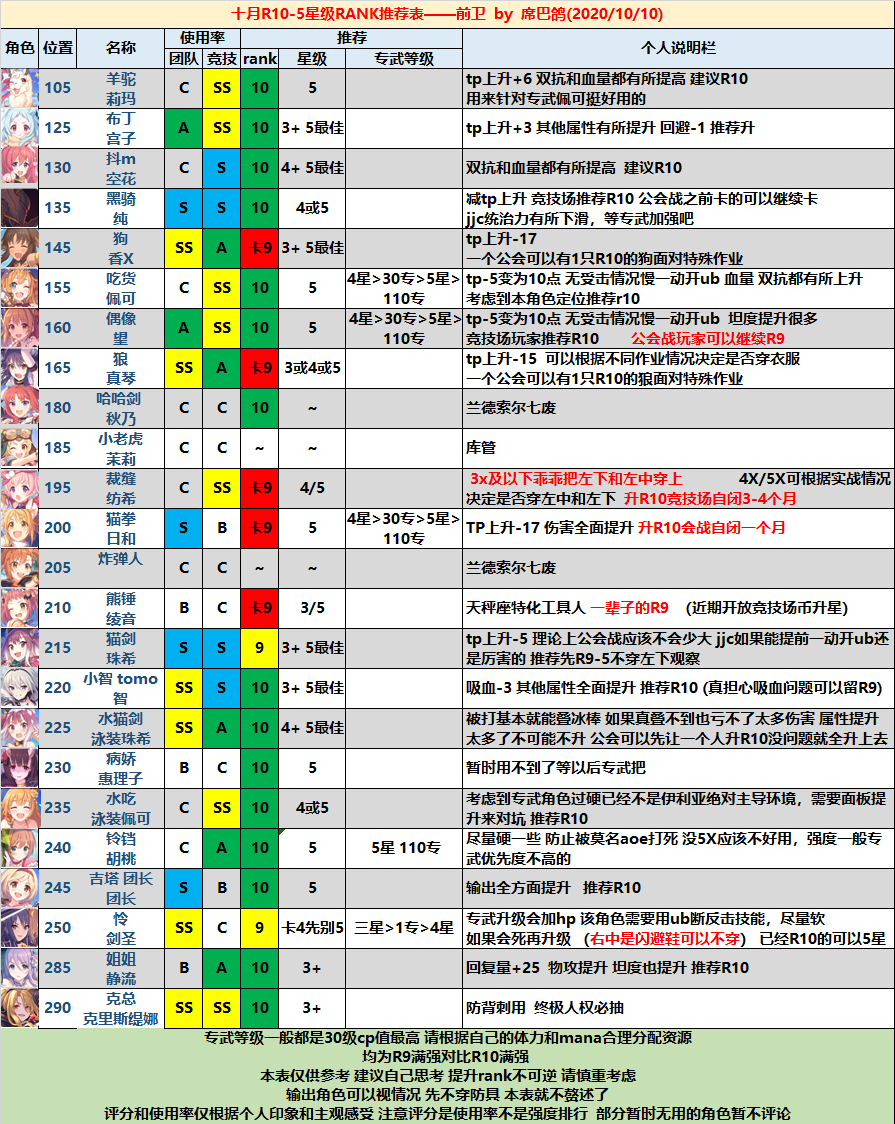 十月R10-5星级RANK推荐表——前卫 by 席巴鸽(2020/10/10)
角色 位置 名称 使用率 推荐 个人说明栏
团队 竞技 rank 星级 专武等级
105 羊驼 莉玛 C SS 10 5 tp上升+6 双抗和血量都有所提高 建议R10
用来针对专武佩可挺好用的
125 布丁 宫子 A SS 10 3+ 5最佳 tp上升+3 其他属性有所提升 回避-1 推荐升
130 抖m 空花 C S 10 4+ 5最佳 双抗和血量都有所提高 建议R10
135 黑骑 纯 S S 10 4或5 减tp上升 竞技场推荐R10 公会战之前卡的可以继续卡
jjc统治力有所下滑，等专武加强吧
145 狗 香X SS A 卡9 3+ 5最佳 tp上升-17
一个公会可以有1只R10的狗面对特殊作业
155 吃货 佩可 C SS 10 5 4星>30专>5星>110专 tp-5变为10点 无受击情况慢一动开ub 血量 双抗都有所上升
考虑到本角色定位推荐r10
160 偶像 望 A SS 10 5 4星>30专>5星>110专 tp-5变为10点 无受击情况慢一动开ub 坦度提升很多
竞技场玩家推荐R10 公会战玩家可以继续R9
165 狼 真琴 SS A 卡9 3或4或5 tp上升-15 可以根据不同作业情况决定是否穿衣服
一个公会可以有1只R10的狼面对特殊作业
180 哈哈剑 秋乃 C C 10 ~ 兰德索尔七废
185 小老虎 茉莉 C C ~ ~ 库管
195 裁缝 纺希 C SS 卡9 4/5 3x及以下乖乖把左下和左中穿上 4X/5X可根据实战情况
决定是否穿左中和左下 升R10竞技场自闭3-4个月
200 猫拳 日和 S B 卡9 5 4星>30专>5星>110专 TP上升-17 伤害全面提升 升R10会战自闭一个月
205 炸弹人 C C ~ ~ 兰德索尔七废
210 熊锤 绫音 B C 卡9 3/5 天秤座特化工具人 一辈子的R9 (近期开放竞技场币升星)
215 猫剑 珠希 S S 9 3+ 5最佳 tp上升-5 理论上公会战应该不会少大 jjc如果能提前一动开ub还
是厉害的 推荐先R9-5不穿左下观察
220 小智 tomo 智 SS S 10 3+ 5最佳 吸血-3 其他属性全面提升 推荐R10 (真担心吸血问题可以留R9)
225 水猫剑 泳装珠希 SS A 10 4+ 5最佳 被打基本就能叠冰棒 如果真叠不到也亏不了太多伤害 属性提升
太多了不可能不升 公会可以先让一个人升R10没问题就全升上去
230 病娇 惠理子 B C 10 5 暂时用不到了等以后专武把
235 水吃 泳装佩可 C SS 10 4或5 考虑到专武角色过硬已经不是伊利亚绝对主导环境，需要面板提
升来对坑 推荐R10
240 铃铛 胡桃 C A 10 5 5星 110专 尽量硬一些 防止被莫名aoe打死 没5X应该不好用，强度一般专
武优先度不高的
245 吉塔 团长 团长 S B 10 5 输出全方面提升 推荐R10
250 怜 剑圣 SS C 9 卡4先别5 三星>1专>4星 专武升级会加hp 该角色需要用ub断反击技能，尽量软
如果会死再升级 （右中是闪避鞋可以不穿） 已经R10的可以5星
285 姐姐 静流 B A 10 3+ 回复量+25 物攻提升 坦度也提升 推荐R10
290 克总 克里斯缇娜 SS SS 10 3+ 防背刺用 终极人权必抽
专武等级一般都是30级cp值最高 请根据自己的体力和mana合理分配资源
均为R9满强对比R10满强
本表仅供参考 建议自己思考 提升rank不可逆 请慎重考虑
输出角色可以视情况 先不穿防具 本表就不赘述了
评分和使用率仅根据个人印象和主观感受 注意评分是使用率不是强度排行 部分暂时无用的角色暂不评论